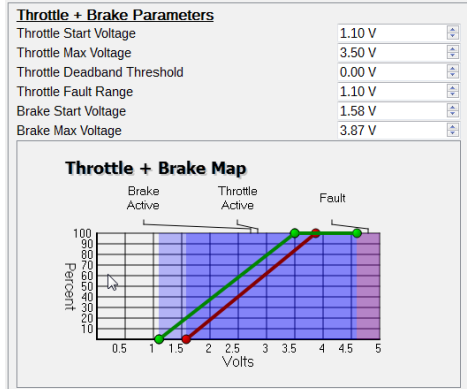 Throttle + Brake Parameters
Throttle Start Voltage 1.10 V
Throttle Max Voltage 3.50 V
Throttle Deadband Threshold 0.00 V
Throttle Fault Range 1.10 V
Brake Start Voltage 1.58 V
Brake Max Voltage 3.87 V
Throttle + Brake Map
Brake Active
Throttle Active
Fault
Percent
100
90
80
70
60
50
40
30
20
10
0.5 1 1.5 2 2.5 3 3.5 4 4.5 5
Volts